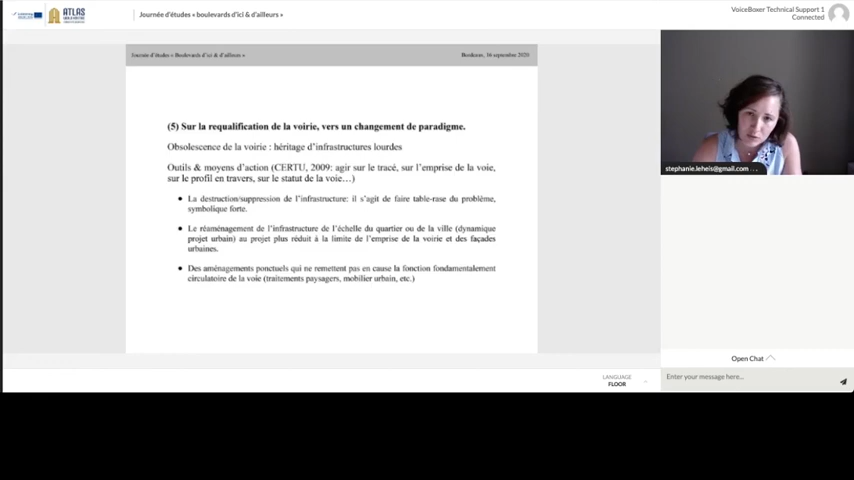 Journée d'études « boulevards d'ici & d'ailleurs »
VoiceBoxer Technical Support 1
Connected
ATLAS
Journée d'études « Boulevards d'ici & d'ailleurs »
Bordeaux, 16 septembre 2020
(5) Sur la requalification de la voirie, vers un changement de paradigme.
Obsolescence de la voirie : héritage d'infrastructures lourdes
Outils & moyens d'action (CERTU, 2009: agir sur le tracé, sur l'emprise de la voie,
sur le profil en travers, sur le statut de la voie…)
• La destruction/suppression de l'infrastructure: il s'agit de faire table-rase du problème,
symbolique forte.
• Le réaménagement de l'infrastructure de l'échelle du quartier ou de la ville (dynamique
projet urbain) au projet plus réduit à la limite de l'emprise de la voirie et des façades
urbaines.
• Des aménagements ponctuels qui ne remettent pas en cause la fonction fondamentalement
circulatoire de la voie (traitements paysagers, mobilier urbain, etc.)
stephanie.leheis@gmail.com ...
Open Chat
LANGUAGE
FLOOR
Enter your message here...